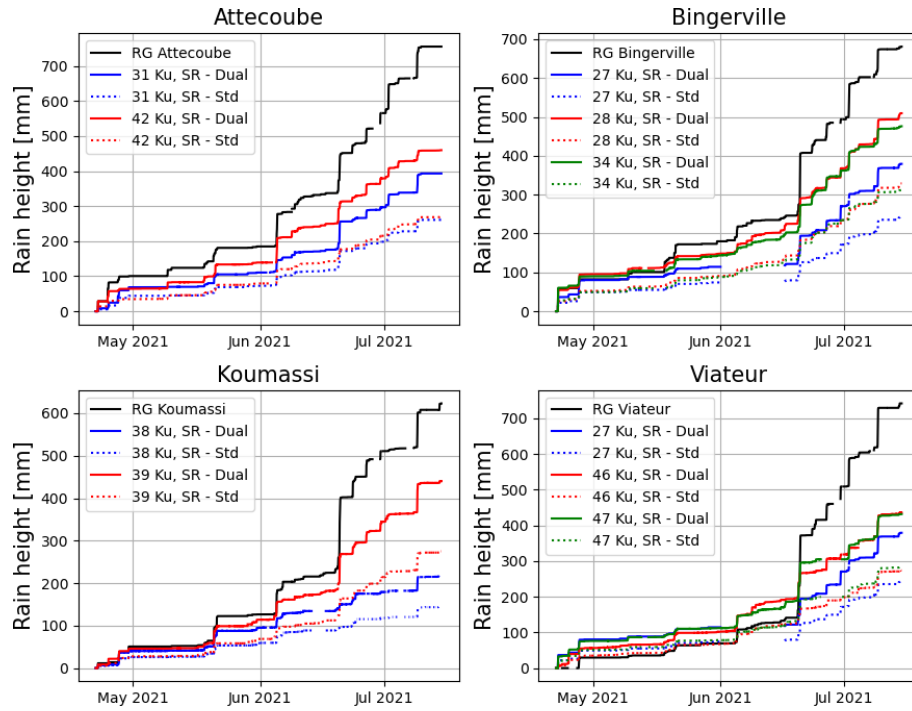 Attecoube
Rain height [mm]
700
600
500
400
300
200
100
0
RG Attecoube
31 Ku, SR - Dual
31 Ku, SR - Std
42 Ku, SR - Dual
42 Ku, SR - Std
May 2021 Jun 2021 Jul 2021
Bingerville
Rain height [mm]
700
600
500
400
300
200
100
0
RG Bingerville
27 Ku, SR - Dual
27 Ku, SR - Std
28 Ku, SR - Dual
28 Ku, SR - Std
34 Ku, SR - Dual
34 Ku, SR - Std
May 2021 Jun 2021 Jul 2021
Koumassi
Rain height [mm]
600
500
400
300
200
100
0
RG Koumassi
38 Ku, SR - Dual
38 Ku, SR - Std
39 Ku, SR - Dual
39 Ku, SR - Std
May 2021 Jun 2021 Jul 2021
Viateur
Rain height [mm]
700
600
500
400
300
200
100
0
RG Viateur
27 Ku, SR - Dual
27 Ku, SR - Std
46 Ku, SR - Dual
46 Ku, SR - Std
47 Ku, SR - Dual
47 Ku, SR - Std
May 2021 Jun 2021 Jul 2021